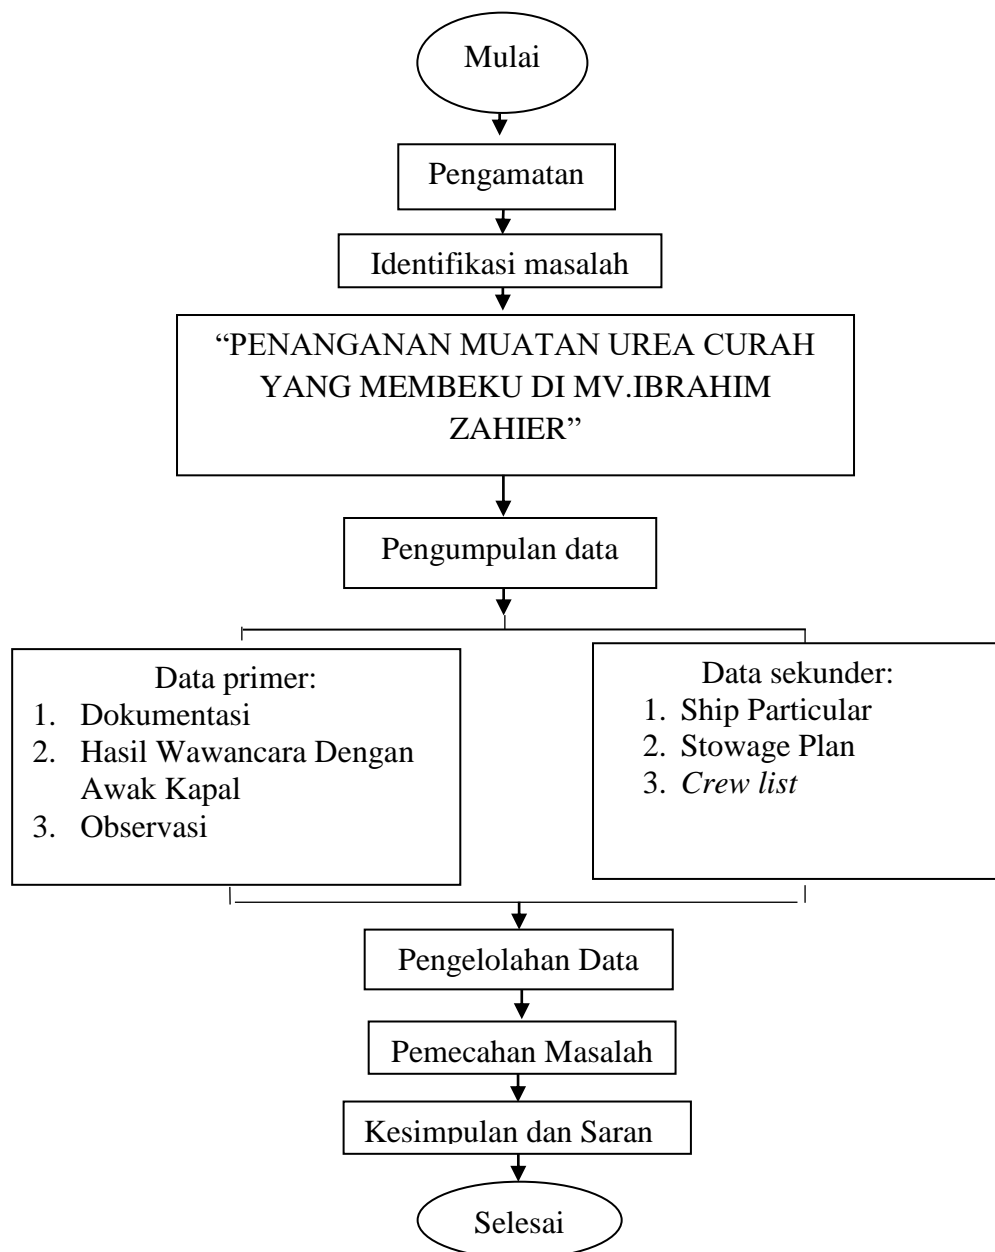 Mulai
Pengamatan
Identifikasi masalah
“PENANGANAN MUATAN UREA CURAH
YANG MEMBEKU DI MV.IBRAHIM
ZAHIER”
Pengumpulan data
Data primer:
1. Dokumentasi
2. Hasil Wawancara Dengan
Awak Kapal
3. Observasi
Data sekunder:
1. Ship Particular
2. Stowage Plan
3. Crew list
Pengelolahan Data
Pemecahan Masalah
Kesimpulan dan Saran
Selesai